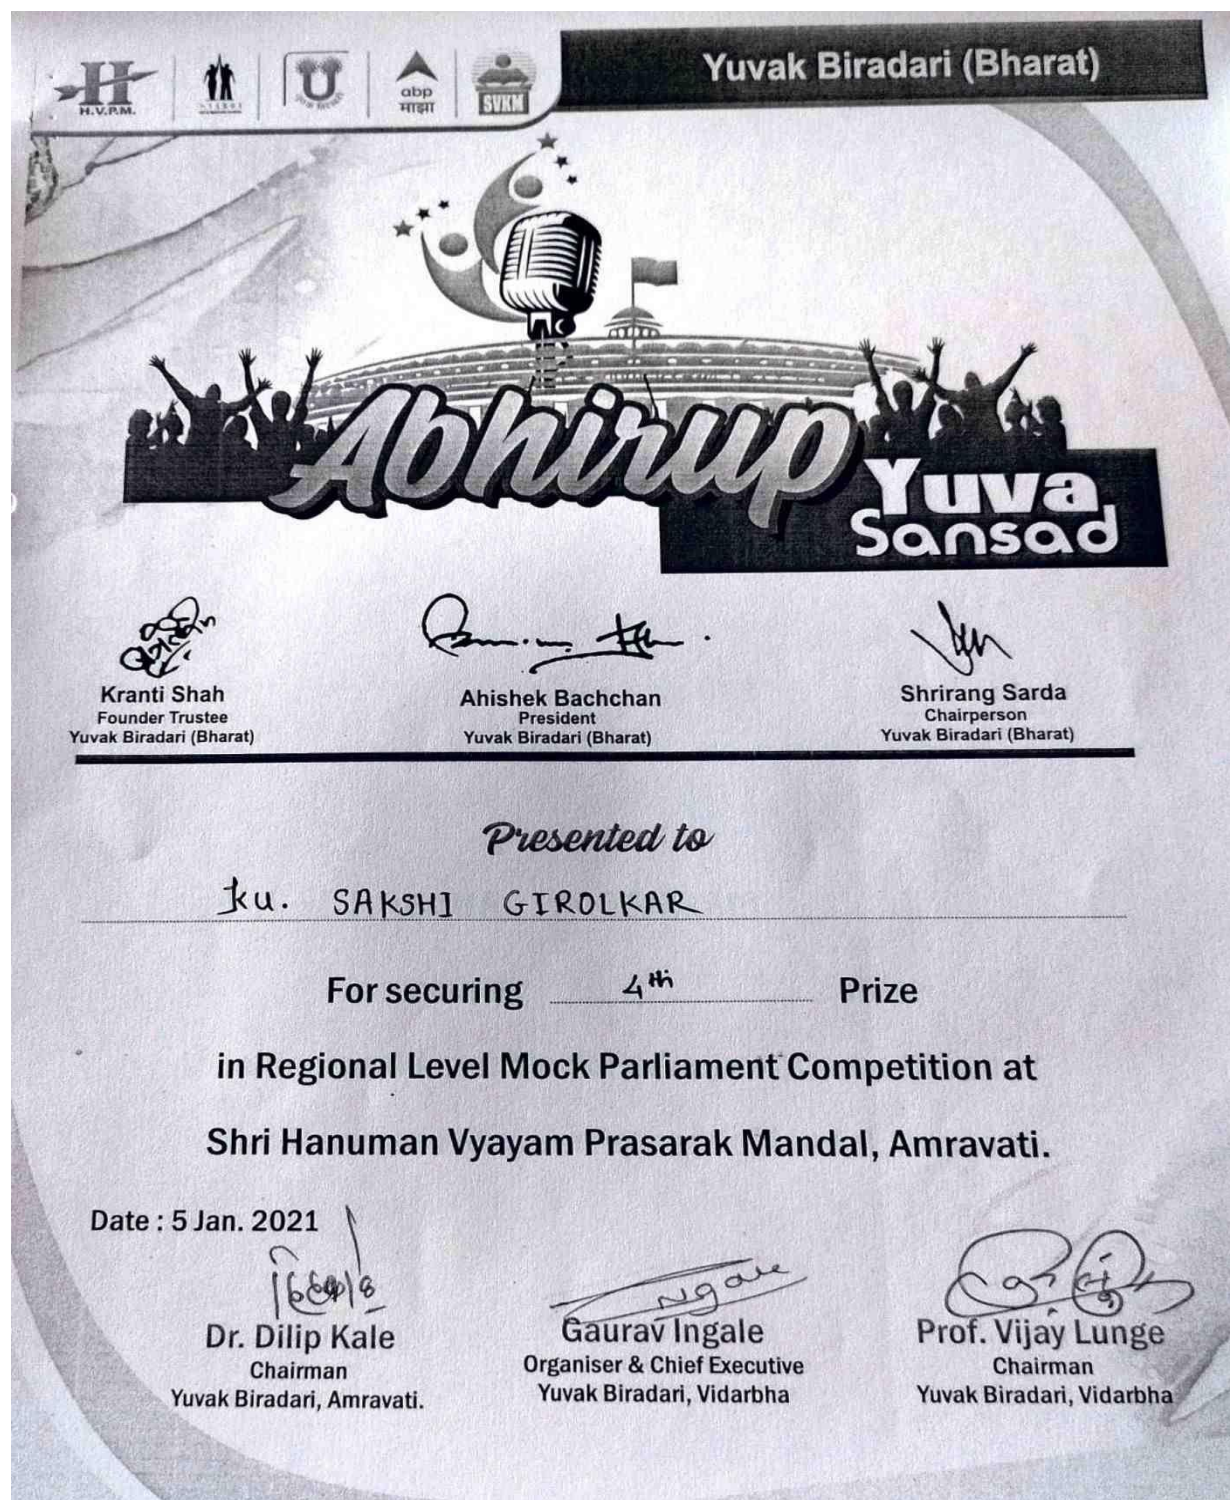 H.V.P.M.
U
abp
माझा
SVKM
Yuvak Biradari (Bharat)
Abhirup
Yuva
Sansad
Kranti Shah
Founder Trustee
Yuvak Biradari (Bharat)
Ahishek Bachchan
President
Yuvak Biradari (Bharat)
Shrirang Sarda
Chairperson
Yuvak Biradari (Bharat)
Presented to
Ku. SAKSHI GIROLKAR
For securing 4th Prize
in Regional Level Mock Parliament Competition at
Shri Hanuman Vyayam Prasarak Mandal, Amravati.
Date : 5 Jan. 2021
Ngale
Dr. Dilip Kale
Chairman
Yuvak Biradari, Amravati.
Gaurav Ingale
Organiser & Chief Executive
Yuvak Biradari, Vidarbha
Prof. Vijay Lunge
Chairman
Yuvak Biradari, Vidarbha